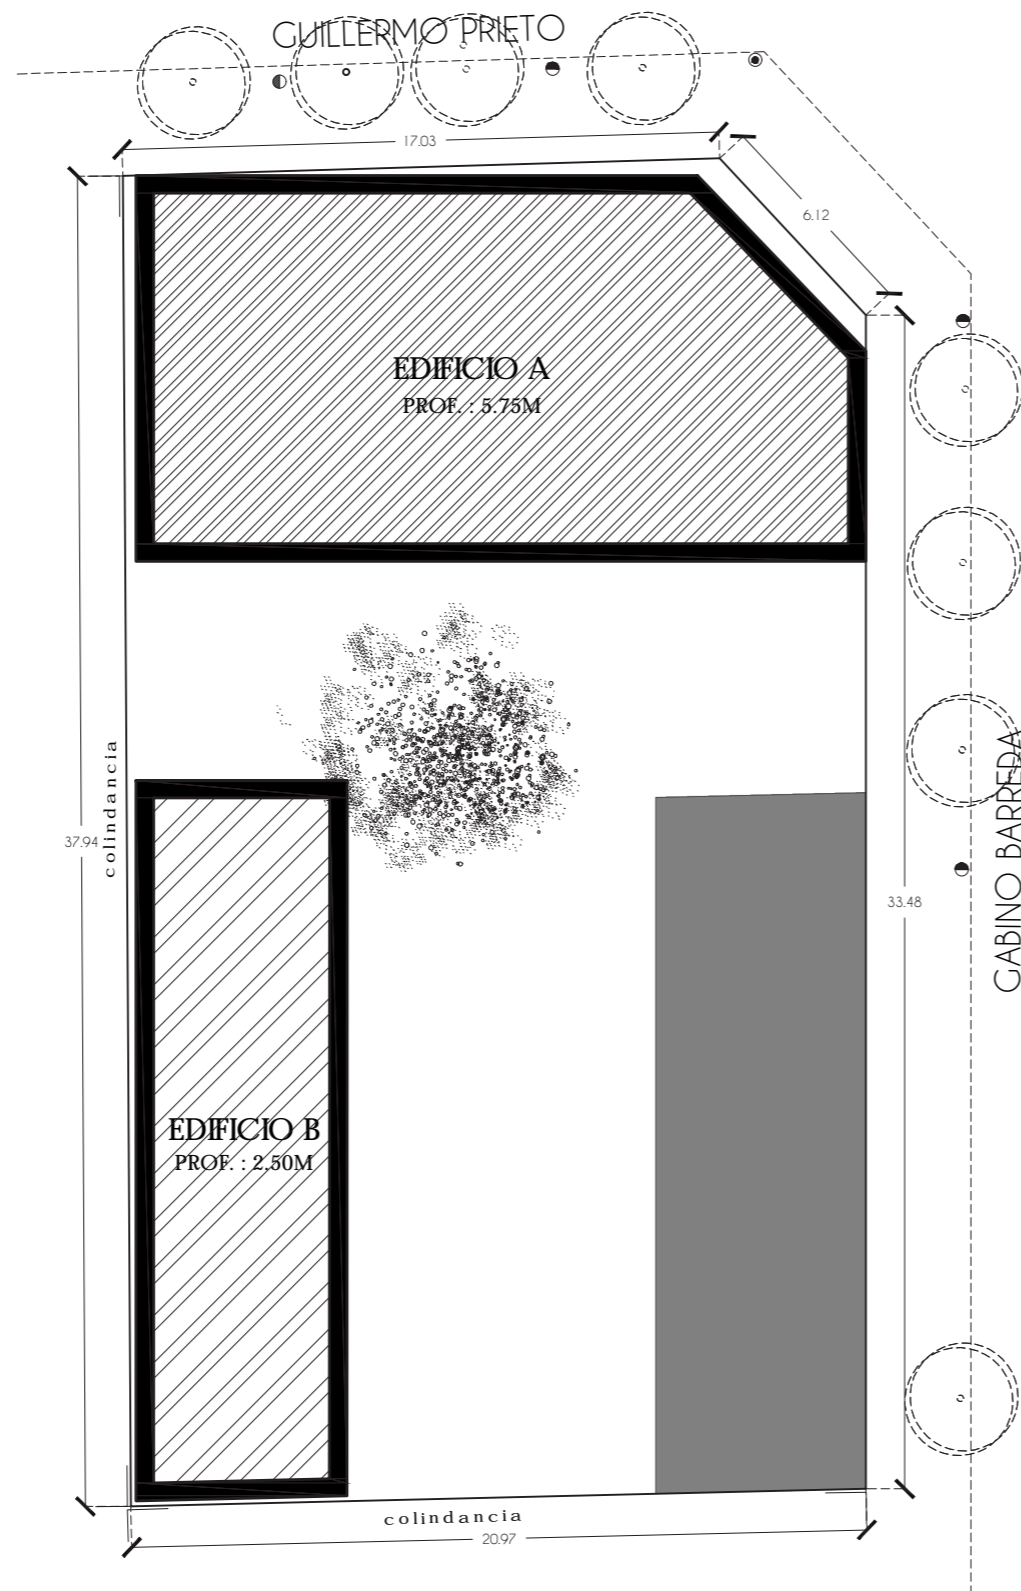 GUILLERMO PRIETO
17.03
6.12
EDIFICIO A
PROF. : 5.75M
colindancia
37.94
GABINO BARREDA
33.48
EDIFICIO B
PROF. : 2.50M
colindancia
20.97